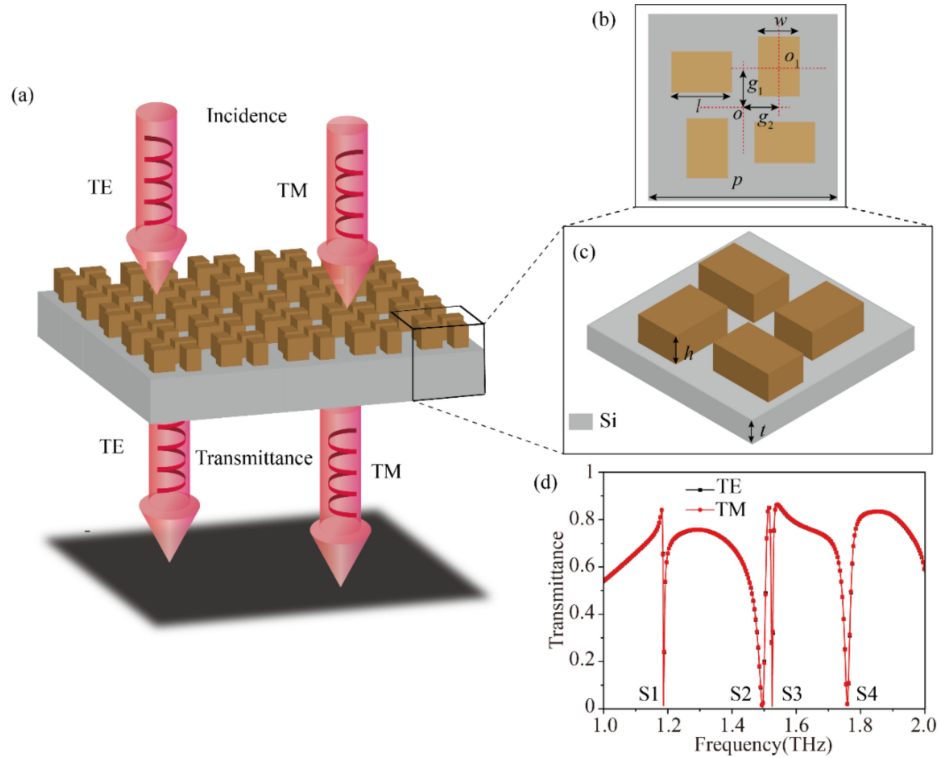 (a)
Incidence
TE
TM
TE
Transmittance
TM
(b)
w
o1
g1
l
o
g2
p
(c)
h
Si
t
(d)
TE
TM
Transmittance
1
0.8
0.6
0.4
0.2
0
S1
S2
S3
S4
1.0
1.2
1.4
1.6
1.8
2.0
Frequency(THz)